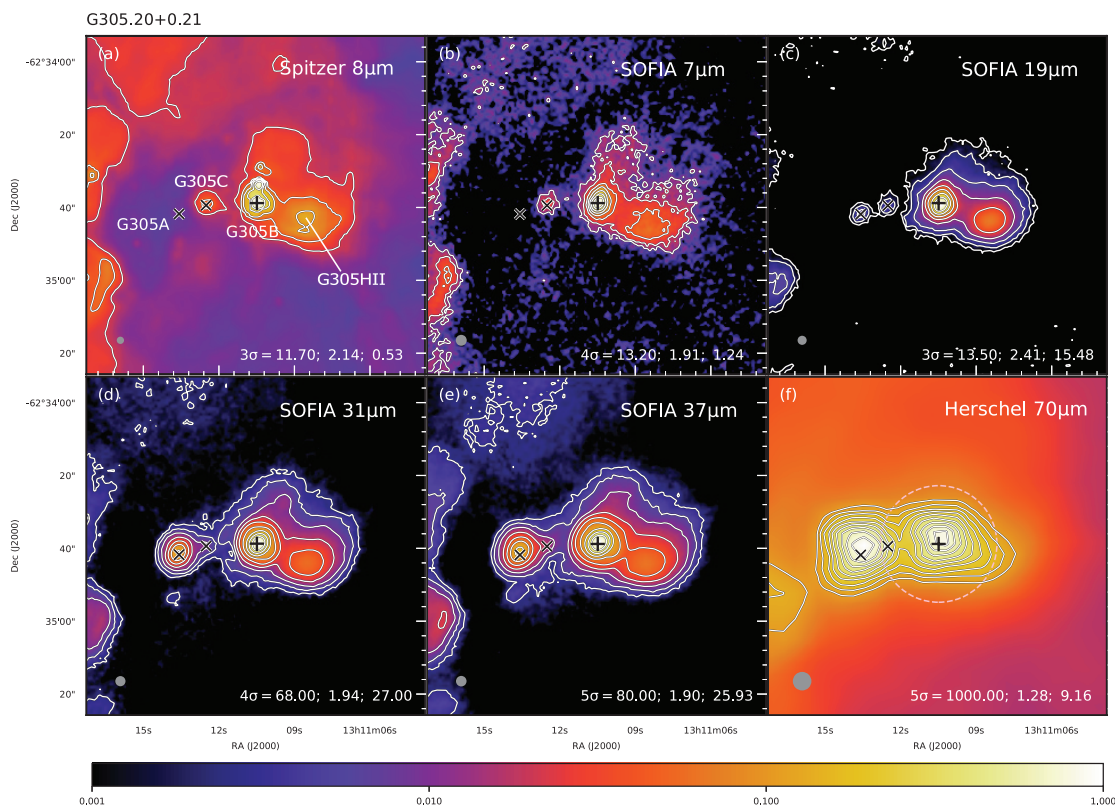 G305.20+0.21
(a)
Spitzer 8μm
G305C
G305A
G305B
G305HII
3σ = 11.70; 2.14; 0.53
(b)
SOFIA 7μm
4σ = 13.20; 1.91; 1.24
(c)
SOFIA 19μm
3σ = 13.50; 2.41; 15.48
-62°34'00"
20"
40"
35'00"
20"
Dec (J2000)
(d)
SOFIA 31μm
4σ = 68.00; 1.94; 27.00
(e)
SOFIA 37μm
5σ = 80.00; 1.90; 25.93
(f)
Herschel 70μm
5σ = 1000.00; 1.28; 9.16
-62°34'00"
20"
40"
35'00"
20"
Dec (J2000)
15s 12s 09s 13h11m06s
RA (J2000)
15s 12s 09s 13h11m06s
RA (J2000)
15s 12s 09s 13h11m06s
RA (J2000)
0.001 0.010 0.100 1.000